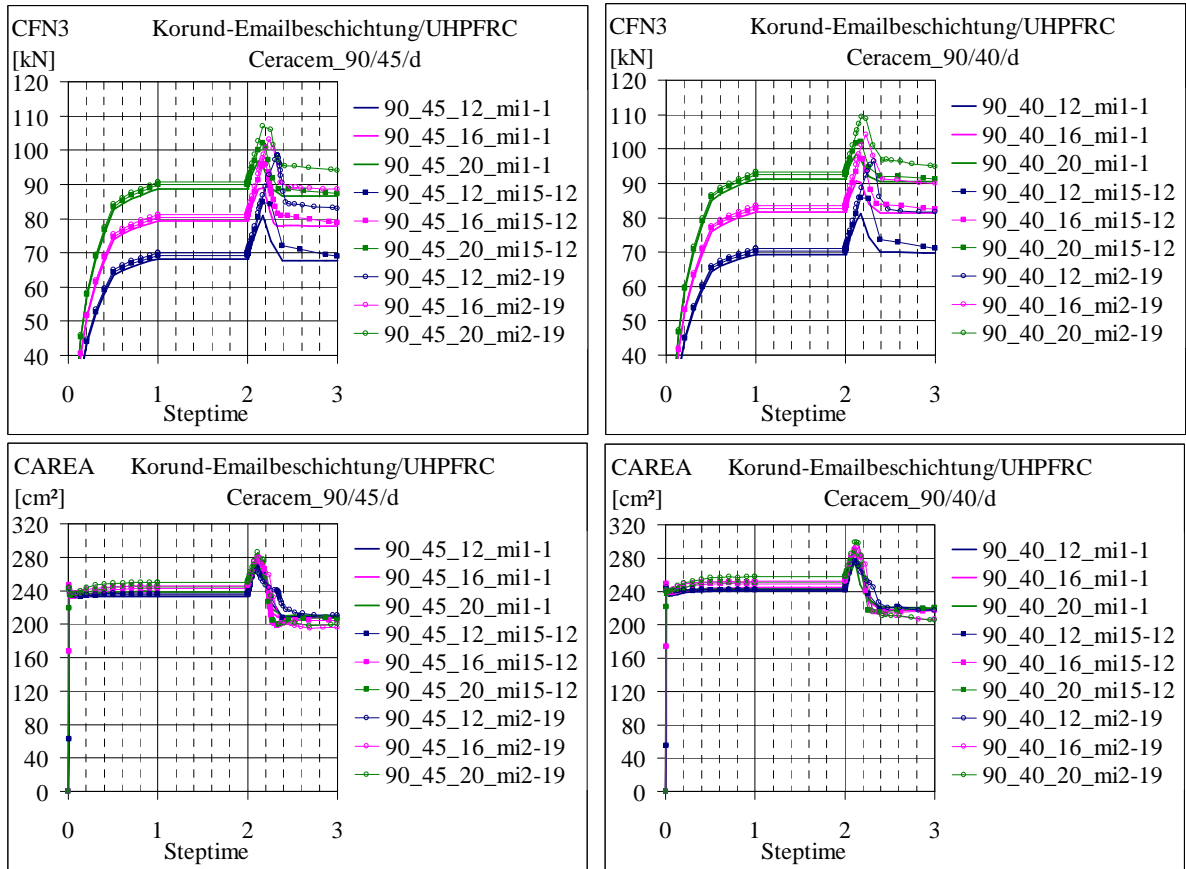 CFN3 Korund-Emailbeschichtung/UHPFRC
[kN] Ceracem_90/45/d
120
110
100
90
80
70
60
50
40
0 1 2 3
Steptime
90_45_12_mi1-1
90_45_16_mi1-1
90_45_20_mi1-1
90_45_12_mi15-12
90_45_16_mi15-12
90_45_20_mi15-12
90_45_12_mi2-19
90_45_16_mi2-19
90_45_20_mi2-19
CFN3 Korund-Emailbeschichtung/UHPFRC
[kN] Ceracem_90/40/d
120
110
100
90
80
70
60
50
40
0 1 2 3
Steptime
90_40_12_mi1-1
90_40_16_mi1-1
90_40_20_mi1-1
90_40_12_mi15-12
90_40_16_mi15-12
90_40_20_mi15-12
90_40_12_mi2-19
90_40_16_mi2-19
90_40_20_mi2-19
CAREA Korund-Emailbeschichtung/UHPFRC
[cm²] Ceracem_90/45/d
320
280
240
200
160
120
80
40
0
0 1 2 3
Steptime
90_45_12_mi1-1
90_45_16_mi1-1
90_45_20_mi1-1
90_45_12_mi15-12
90_45_16_mi15-12
90_45_20_mi15-12
90_45_12_mi2-19
90_45_16_mi2-19
90_45_20_mi2-19
CAREA Korund-Emailbeschichtung/UHPFRC
[cm²] Ceracem_90/40/d
320
280
240
200
160
120
80
40
0
0 1 2 3
Steptime
90_40_12_mi1-1
90_40_16_mi1-1
90_40_20_mi1-1
90_40_12_mi15-12
90_40_16_mi15-12
90_40_20_mi15-12
90_40_12_mi2-19
90_40_16_mi2-19
90_40_20_mi2-19